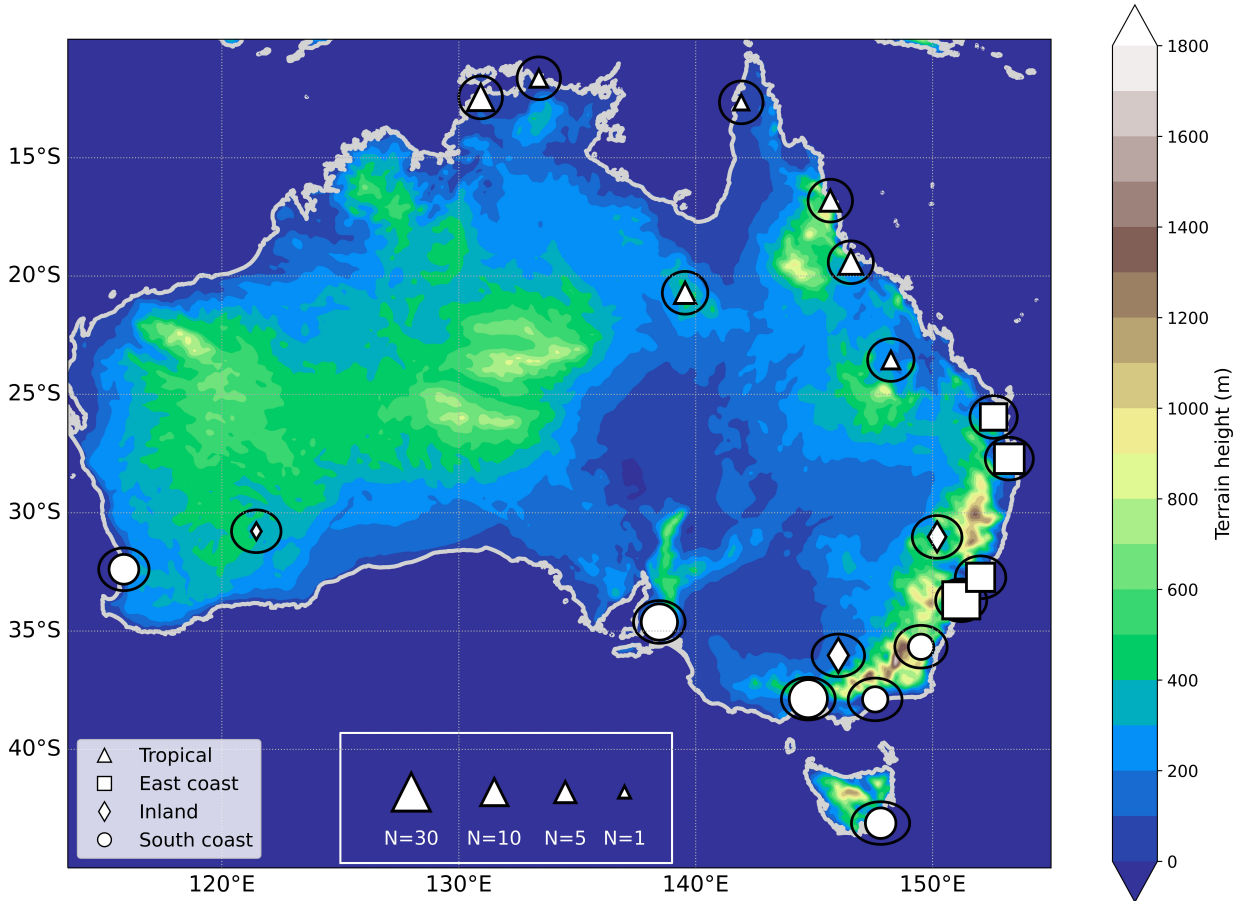 15°S
20°S
25°S
30°S
35°S
40°S
120°E
130°E
140°E
150°E
Tropical
East coast
Inland
South coast
N=30 N=10 N=5 N=1
1800
1600
1400
1200
1000
800
600
400
200
0
Terrain height (m)